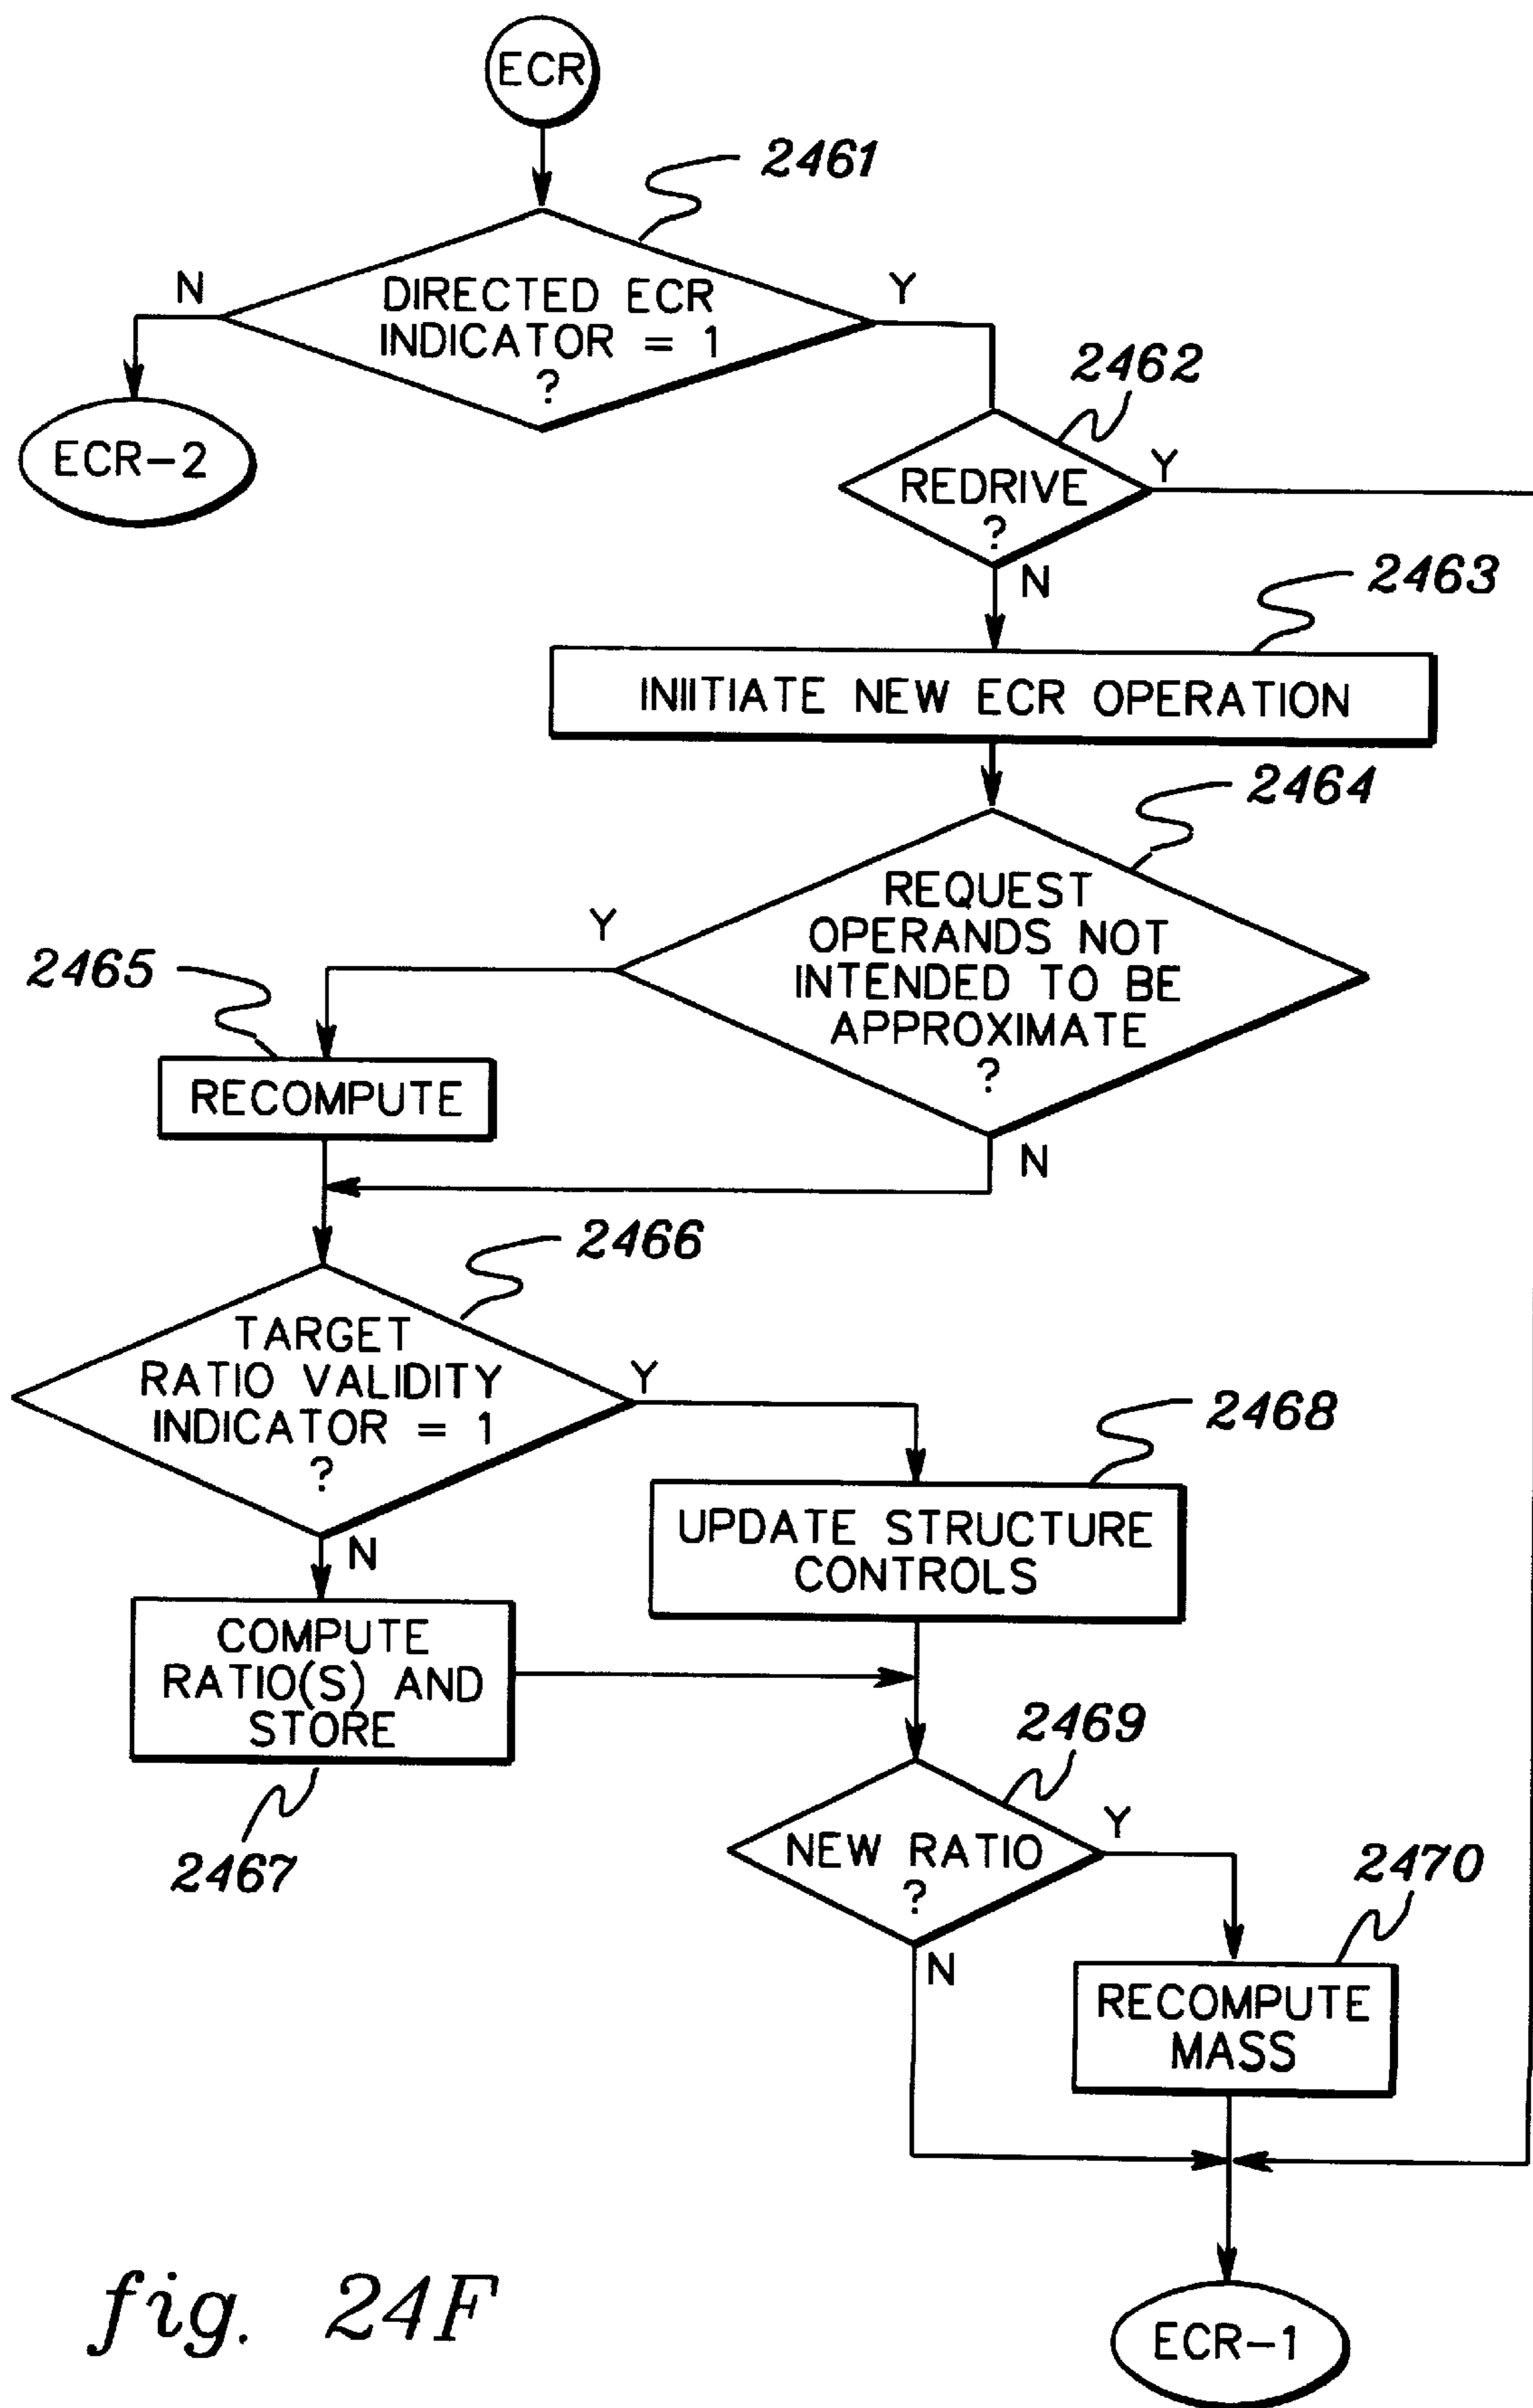 ECR
2461
N
DIRECTED ECR
Y
INDICATOR = 1
?
2462
ECR-2
Y
REDRIVE
?
N
2463
INIITIATE NEW ECR OPERATION
2464
REQUEST
Y
OPERANDS NOT
2465
INTENDED TO BE
APPROXIMATE
?
RECOMPUTE
N
2466
TARGET
RATIO VALIDITY
Y
INDICATOR = 1
2468
?
UPDATE STRUCTURE
N
CONTROLS
COMPUTE
RATIO(S) AND
STORE
2469
Y
NEW RATIO
2467
2470
?
N
RECOMPUTE
MASS
fig. 24F
ECR-1